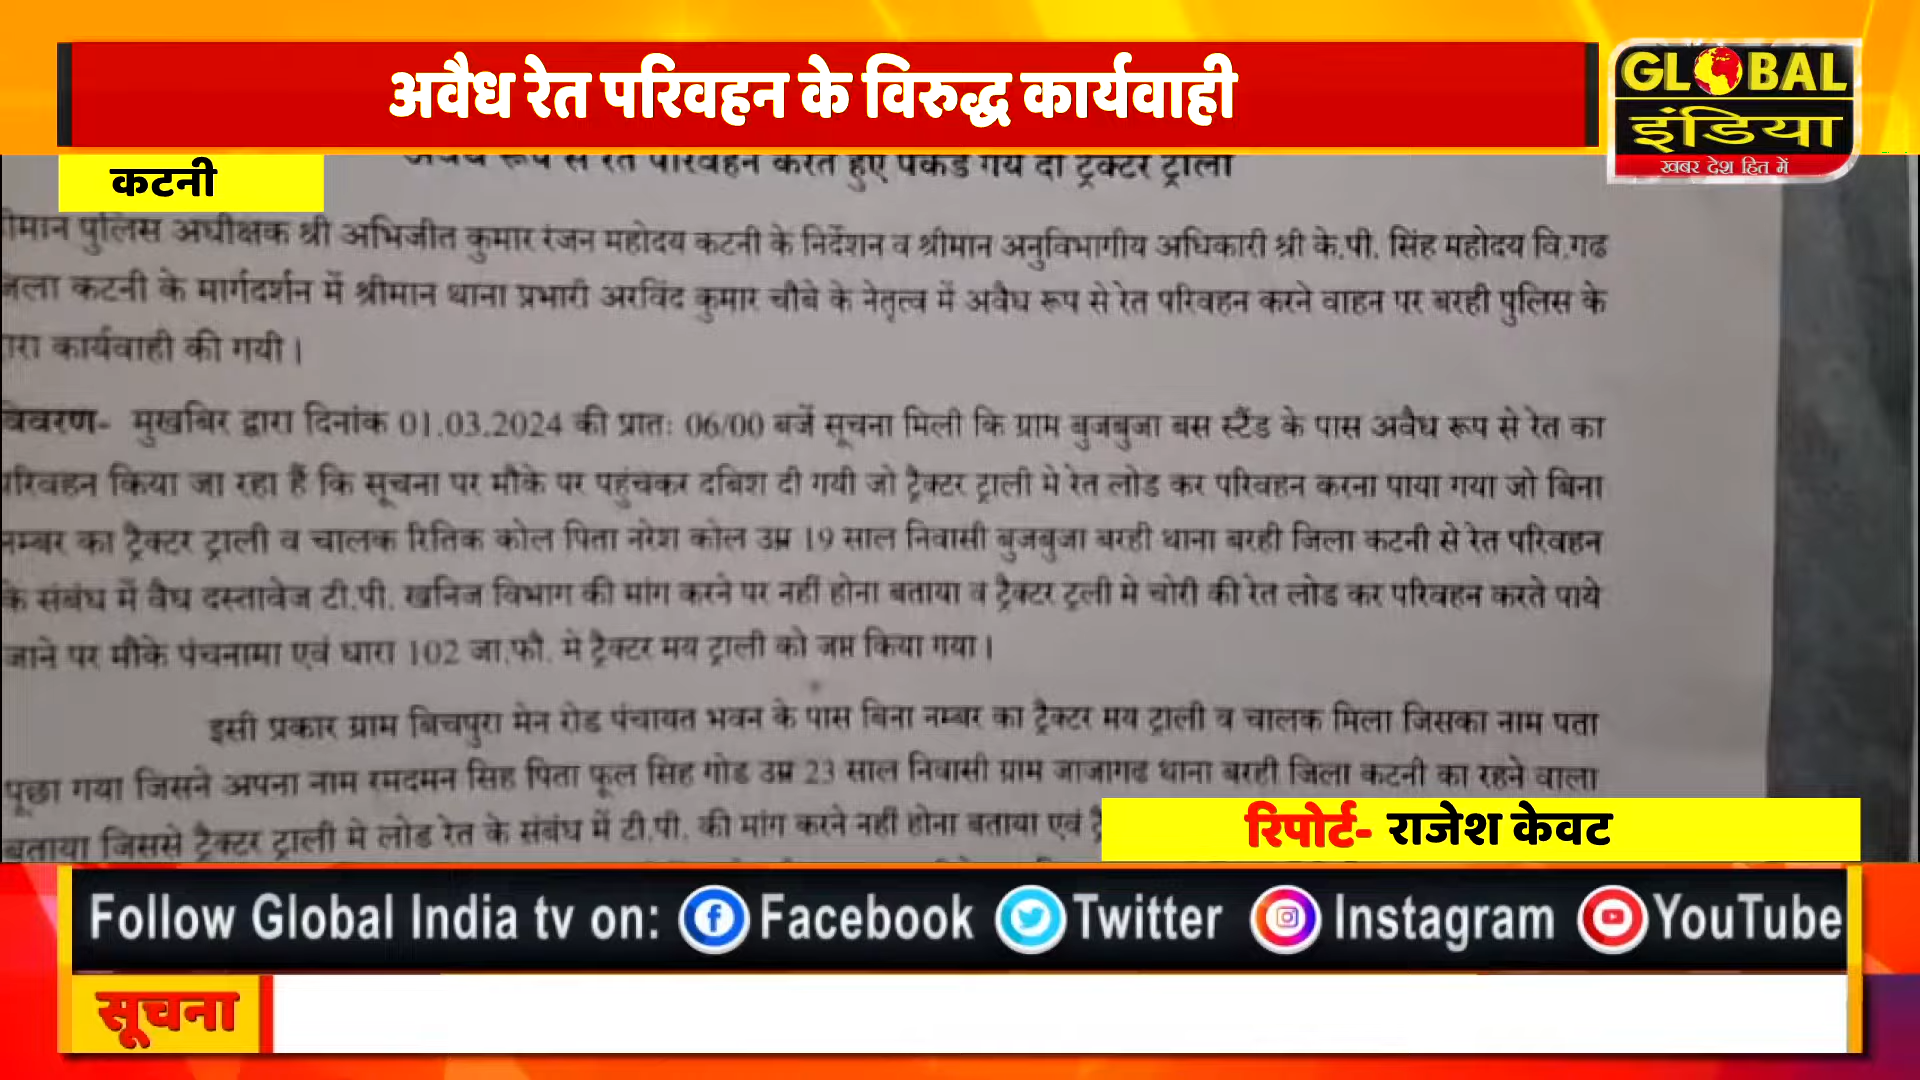 अवैध रेत परिवहन के विरुद्ध कार्यवाही
GLOBAL
इंडिया
खबर देश हित में
कटनी
अवैध रूप से रेत परिवहन करते हुए पकडे गये दो ट्रेक्टर ट्राली
पुलिस अधीक्षक श्री अभिजीत कुमार रंजन महोदय कटनी के निर्देशन व श्रीमान अनुविभागीय अधिकारी श्री के.पी. सिंह महोदय वि.गढ
कटनी के मार्गदर्शन में श्रीमान थाना प्रभारी अरविंद कुमार चौबे के नेतृत्व में अवैध रूप से रेत परिवहन करने वाहन पर बरही पुलिस के
कार्यवाही की गयी।
विवरण- मुखबिर द्वारा दिनांक 01.03.2024 की प्रातः 06/00 बजें सूचना मिली कि ग्राम बुजबुजा बस स्टैंड के पास अवैध रूप से रेत का
परिवहन किया जा रहा हैं कि सूचना पर मौके पर पहुंचकर दबिश दी गयी जो ट्रैक्टर ट्राली मे रेत लोड कर परिवहन करना पाया गया जो बिना
नम्बर का ट्रैक्टर ट्राली व चालक रितिक कोल पिता नरेश कोल उम्र 19 साल निवासी बुजबुजा बरही थाना बरही जिला कटनी से रेत परिवहन
के संबंध में वैध दस्तावेज टी.पी. खनिज विभाग की मांग करने पर नहीं होना बताया व ट्रैक्टर ट्रली मे चोरी की रेत लोड कर परिवहन करते पाये
जाने पर मौके पंचनामा एवं धारा 102 जा.फौ. मे ट्रैक्टर मय ट्राली को जप्त किया गया।
इसी प्रकार ग्राम बिचपुरा मेन रोड पंचायत भवन के पास बिना नम्बर का ट्रैक्टर मय ट्राली व चालक मिला जिसका नाम पता
पूछा गया जिसने अपना नाम रमदमन सिह पिता फूल सिह गोड उम्र 23 साल निवासी ग्राम जाजागढ थाना बरही जिला कटनी का रहने वाला
बताया जिससे ट्रैक्टर ट्राली मे लोड रेत के संबंध में टी.पी. की मांग करने नहीं होना बताया एवं
रिपोर्ट- राजेश केवट
Follow Global India tv on: Facebook Twitter Instagram YouTube
सूचना